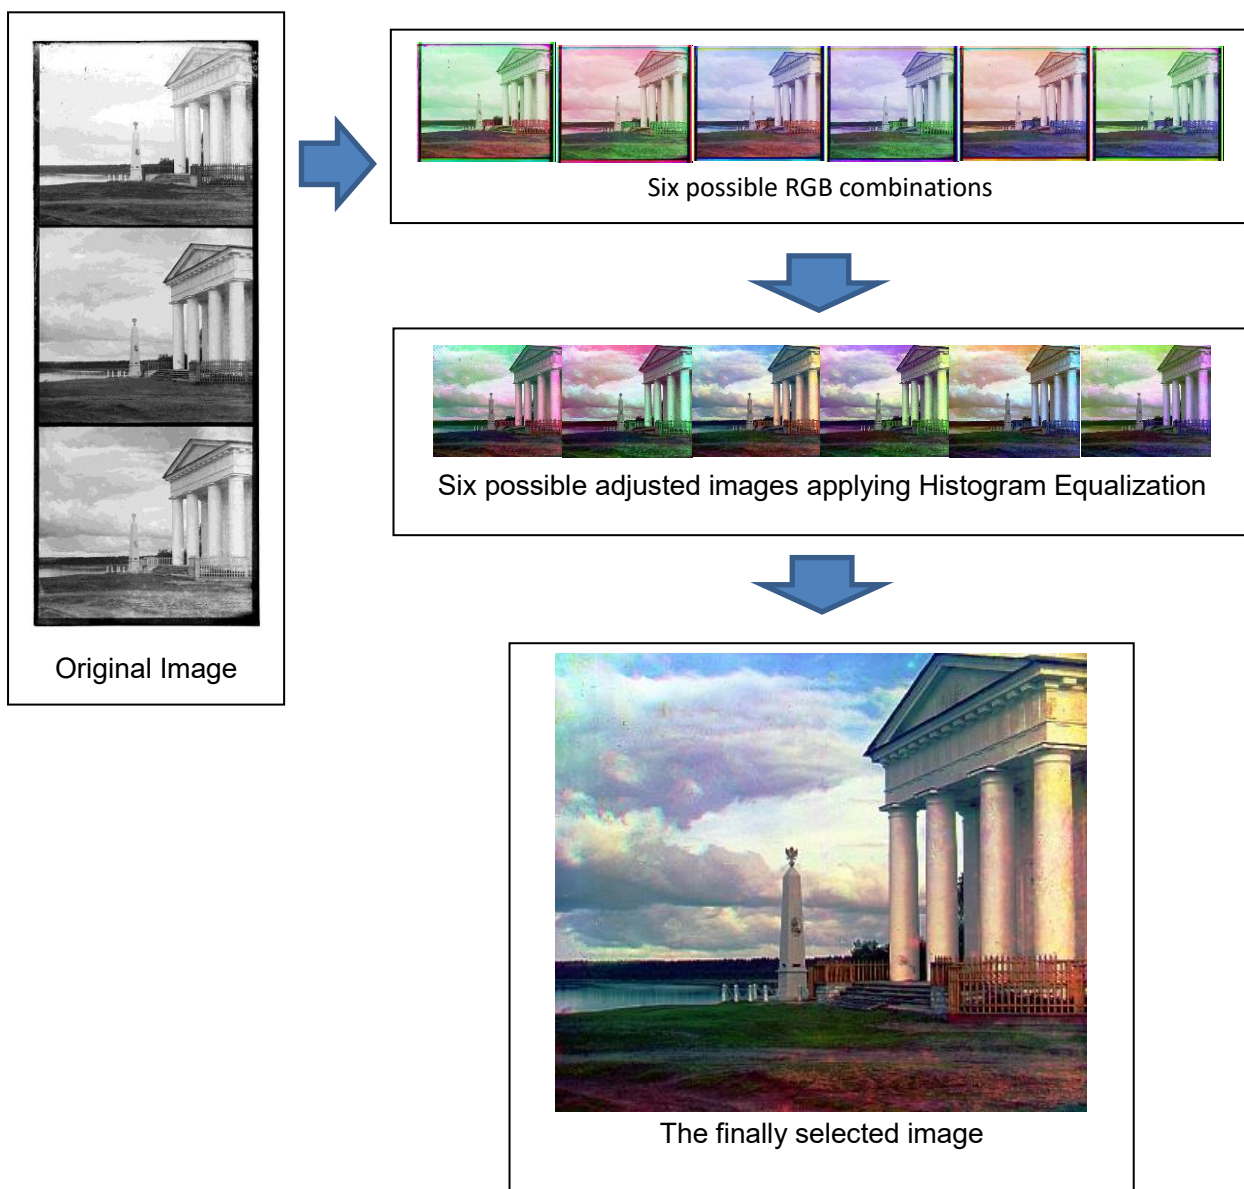 Original Image
Six possible RGB combinations
Six possible adjusted images applying Histogram Equalization
The finally selected image